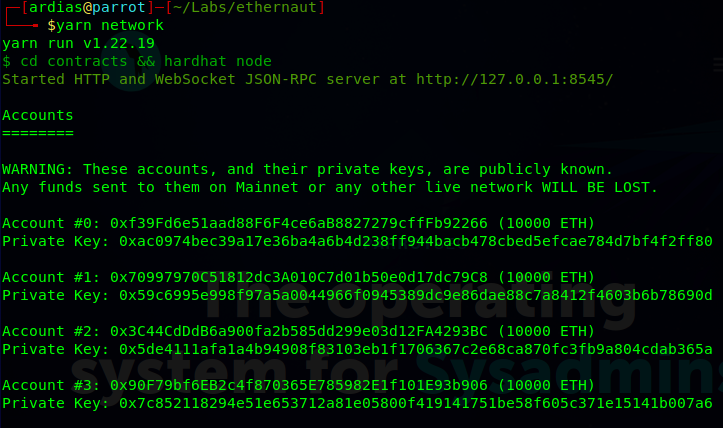 [ardias@parrot]-[~/Labs/ethernaut]
$yarn network
yarn run v1.22.19
$ cd contracts && hardhat node
Started HTTP and WebSocket JSON-RPC server at http://127.0.0.1:8545/
Accounts
========
WARNING: These accounts, and their private keys, are publicly known.
Any funds sent to them on Mainnet or any other live network WILL BE LOST.
Account #0: 0xf39Fd6e51aad88F6F4ce6aB8827279cffFb92266 (10000 ETH)
Private Key: 0xac0974bec39a17e36ba4a6b4d238ff944bacb478cbed5efcae784d7bf4f2ff80
Account #1: 0x70997970C51812dc3A010C7d01b50e0d17dc79C8 (10000 ETH)
Private Key: 0x59c6995e998f97a5a0044966f0945389dc9e86dae88c7a8412f4603b6b78690d
The operating
Account #2: 0x3C44CdDdB6a900fa2b585dd299e03d12FA4293BC (10000 ETH)
Private Key: 0x5de4111afa1a4b94908f83103eb1f1706367c2e68ca870fc3fb9a804cdab365a
system for Sysadmins
Account #3: 0x90F79bf6EB2c4f870365E785982E1f101E93b906 (10000 ETH)
Private Key: 0x7c852118294e51e653712a81e05800f419141751be58f605c371e15141b007a6